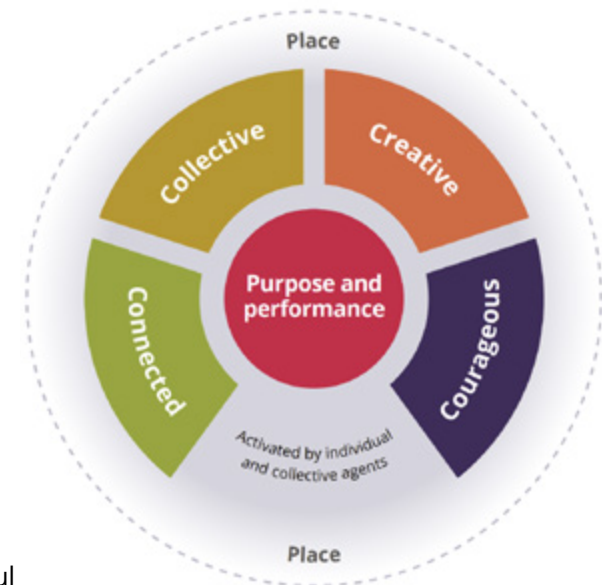 Place
Collective
Creative
Purpose and
performance
Connected
Courageous
Activated by individual
and collective agents
Place